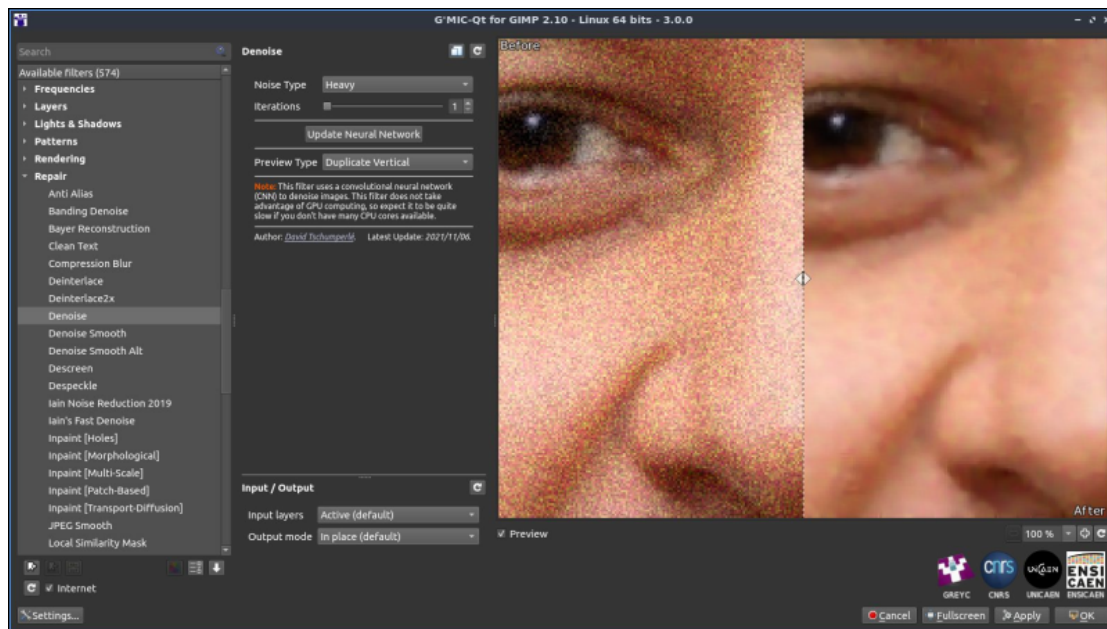 G'MIC-Qt for GIMP 2.10 - Linux 64 bits - 3.0.0
Search
Available filters (574)
Frequencies
Layers
Lights & Shadows
Patterns
Rendering
Repair
Anti Alias
Banding Denoise
Bayer Reconstruction
Clean Text
Compression Blur
Deinterlace
Deinterlace2x
Denoise
Denoise Smooth
Denoise Smooth Alt
Descreen
Despeckle
Iain Noise Reduction 2019
Iain's Fast Denoise
Inpaint [Holes]
Inpaint [Morphological]
Inpaint [Multi-Scale]
Inpaint [Patch-Based]
Inpaint [Transport-Diffusion]
JPEG Smooth
Local Similarity Mask
Internet
Settings...
Denoise
Noise Type Heavy
Iterations 1
Update Neural Network
Preview Type Duplicate Vertical
Note: This filter uses a convolutional neural network
(CNN) to denoise images. This filter does not take
advantage of GPU computing, so expect it to be quite
slow if you don't have many CPU cores available.
Author: David Tschumperlé. Latest Update: 2021/11/06.
Input / Output
Input layers Active (default)
Output mode In place (default)
Before
After
Preview
100 %
cnrs
UNICAEN
ENSI
CAEN
GREYC CNRS UNICAEN ENSICAEN
Cancel Fullscreen Apply OK